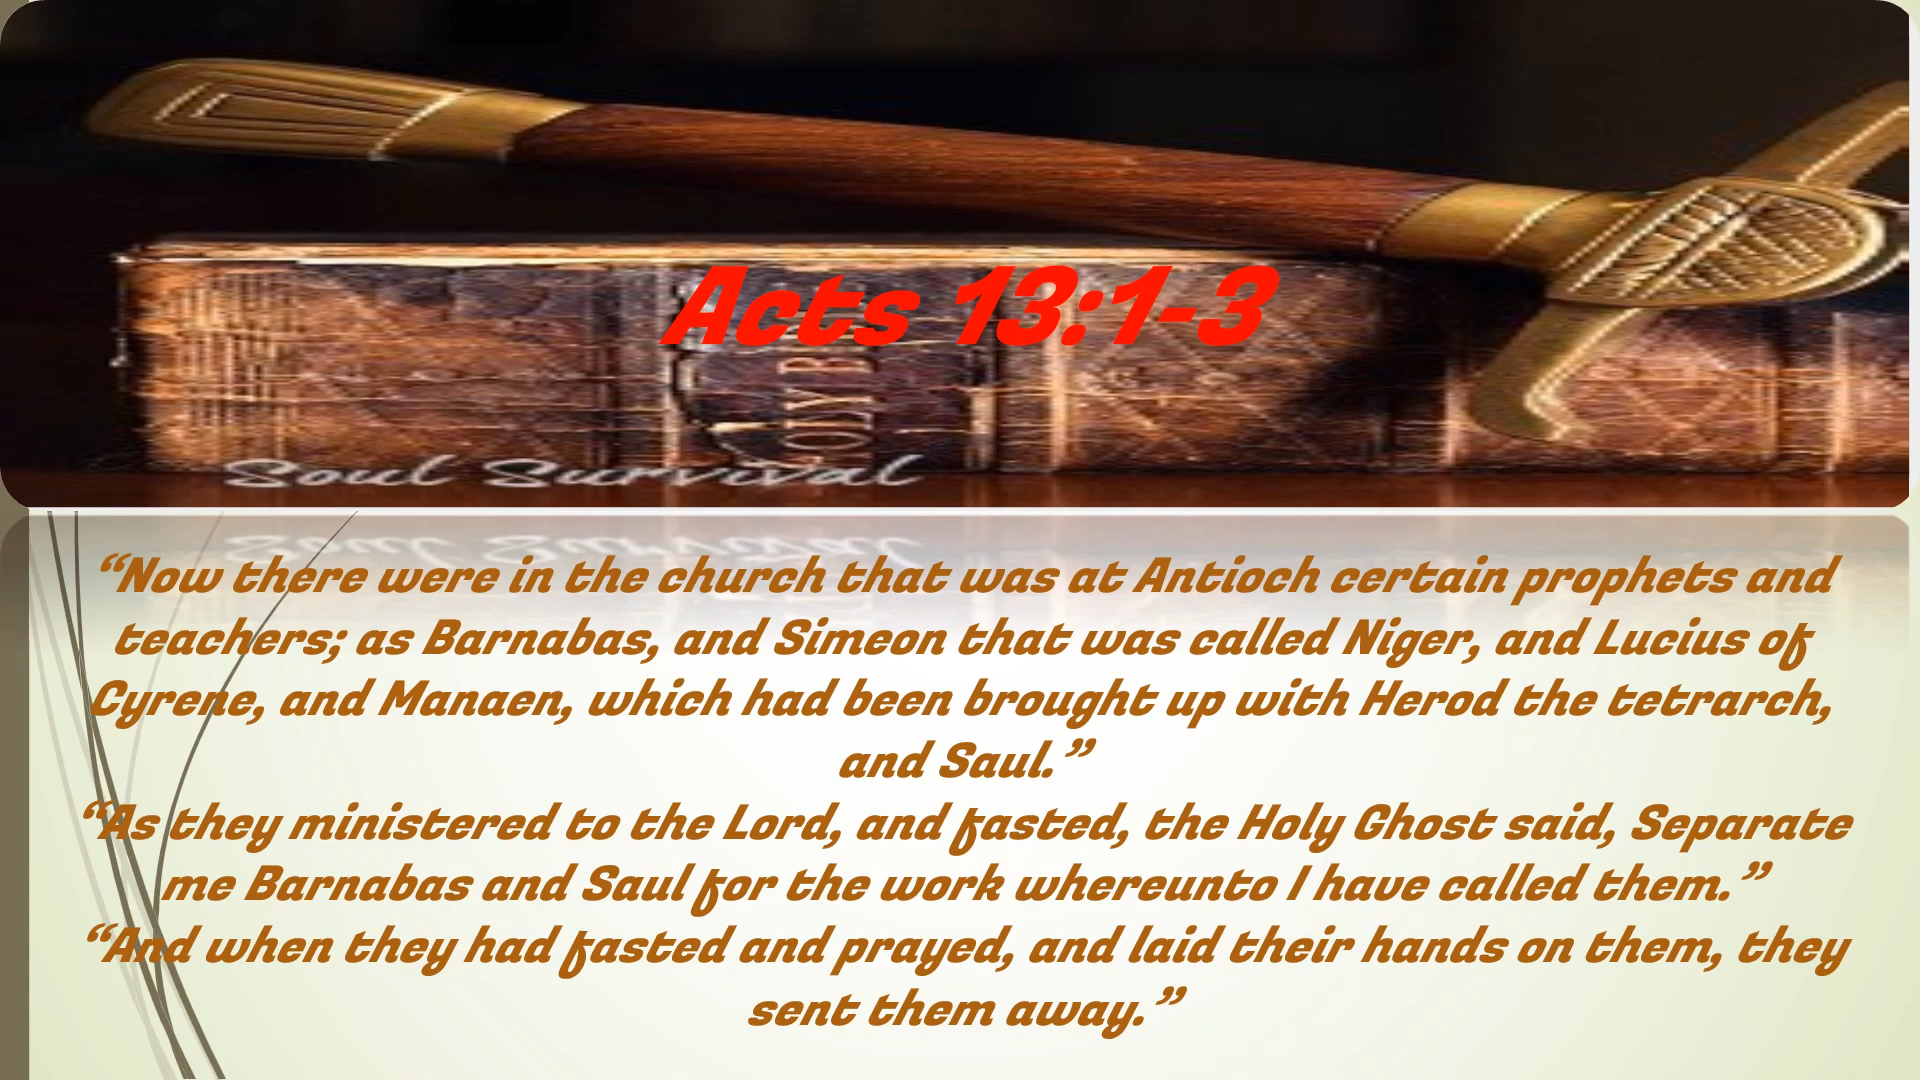 Acts 13:1-3
Soul Survival
“Now there were in the church that was at Antioch certain prophets and
teachers; as Barnabas, and Simeon that was called Niger, and Lucius of
Cyrene, and Manaen, which had been brought up with Herod the tetrarch,
and Saul.”
“As they ministered to the Lord, and fasted, the Holy Ghost said, Separate
me Barnabas and Saul for the work whereunto I have called them.”
“And when they had fasted and prayed, and laid their hands on them, they
sent them away.”